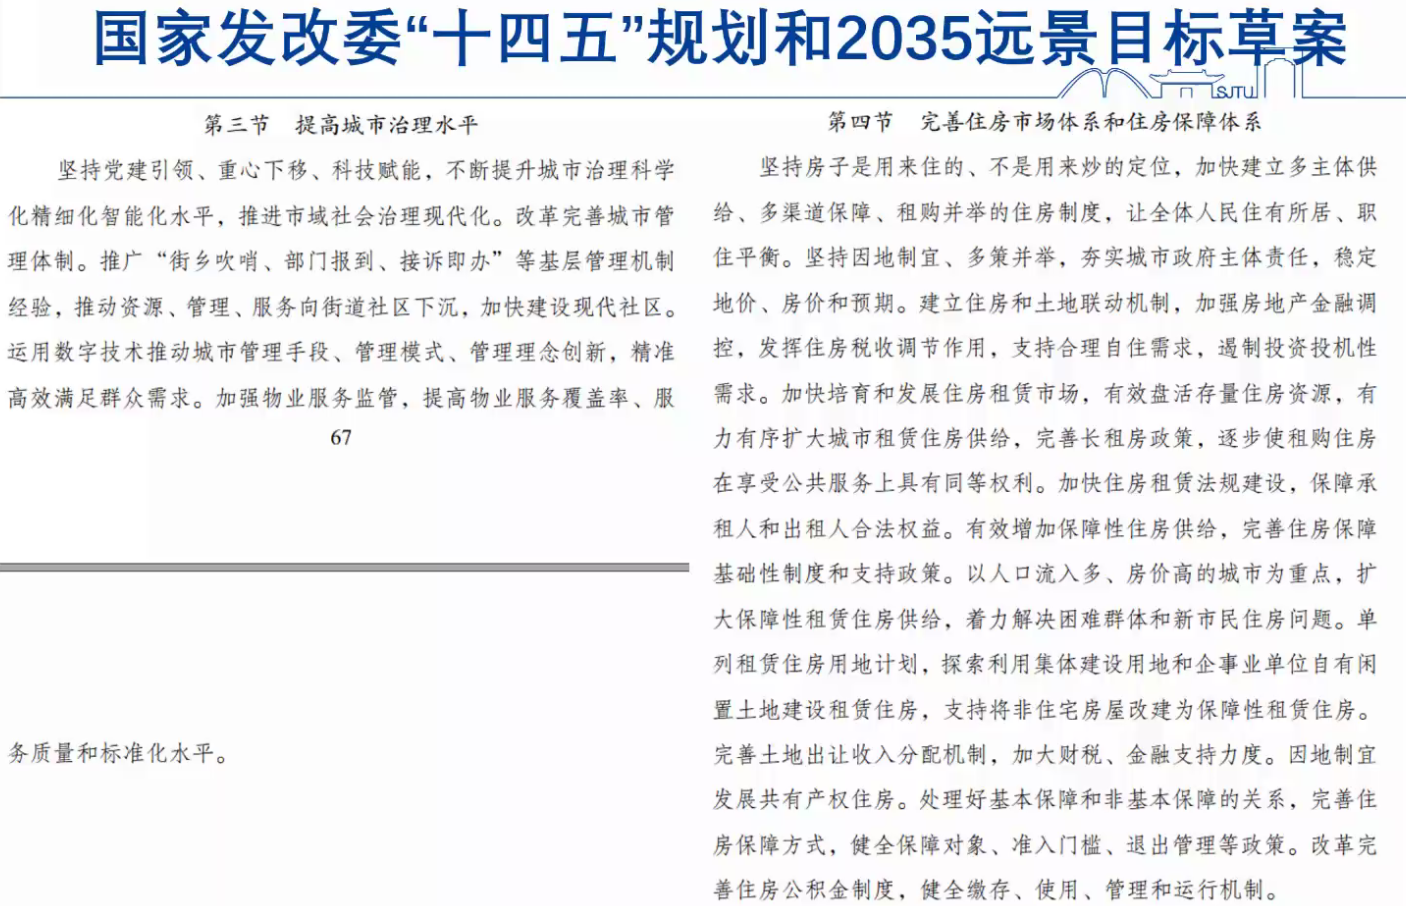 国家发改委“十四五”规划和2035远景目标草案
SJTU
第三节 提高城市治理水平
坚持党建引领、重心下移、科技赋能，不断提升城市治理科学
化精细化智能化水平，推进市域社会治理现代化。改革完善城市管
理体制。推广“街乡吹哨、部门报到、接诉即办”等基层管理机制
经验，推动资源、管理、服务向街道社区下沉，加快建设现代社区。
运用数字技术推动城市管理手段、管理模式、管理理念创新，精准
高效满足群众需求。加强物业服务监管，提高物业服务覆盖率、服
67
务质量和标准化水平。
第四节 完善住房市场体系和住房保障体系
坚持房子是用来住的、不是用来炒的定位，加快建立多主体供
给、多渠道保障、租购并举的住房制度，让全体人民住有所居、职
住平衡。坚持因地制宜、多策并举，夯实城市政府主体责任，稳定
地价、房价和预期。建立住房和土地联动机制，加强房地产金融调
控，发挥住房税收调节作用，支持合理自住需求，遏制投资投机性
需求。加快培育和发展住房租赁市场，有效盘活存量住房资源，有
力有序扩大城市租赁住房供给，完善长租房政策，逐步使租购住房
在享受公共服务上具有同等权利。加快住房租赁法规建设，保障承
租人和出租人合法权益。有效增加保障性住房供给，完善住房保障
基础性制度和支持政策。以人口流入多、房价高的城市为重点，扩
大保障性租赁住房供给，着力解决困难群体和新市民住房问题。单
列租赁住房用地计划，探索利用集体建设用地和企事业单位自有闲
置土地建设租赁住房，支持将非住宅房屋改建为保障性租赁住房。
完善土地出让收入分配机制，加大财税、金融支持力度。因地制宜
发展共有产权住房。处理好基本保障和非基本保障的关系，完善住
房保障方式，健全保障对象、准入门槛、退出管理等政策。改革完
善住房公积金制度，健全缴存、使用、管理和运行机制。